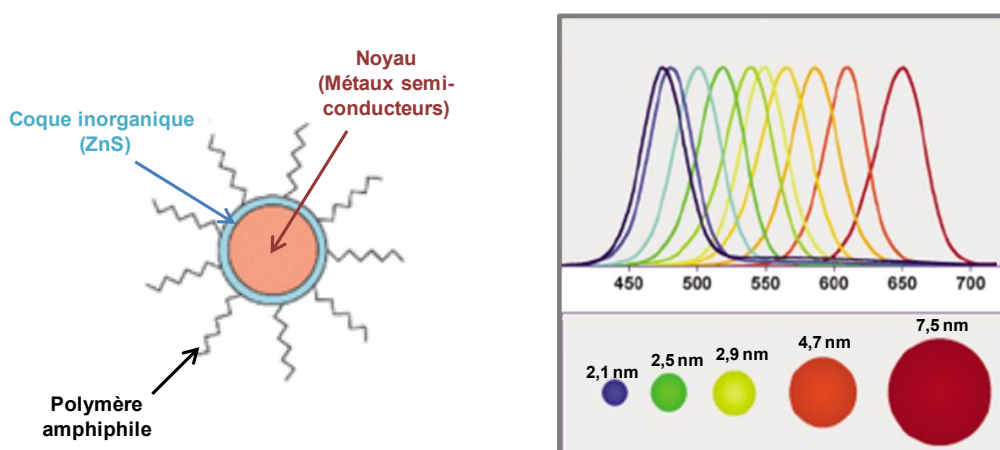 Noyau
(Métaux semi-
conducteurs)
Coque inorganique
(ZnS)
Polymère
amphiphile
450 500 550 600 650 700
2,1 nm 2,5 nm 2,9 nm 4,7 nm 7,5 nm